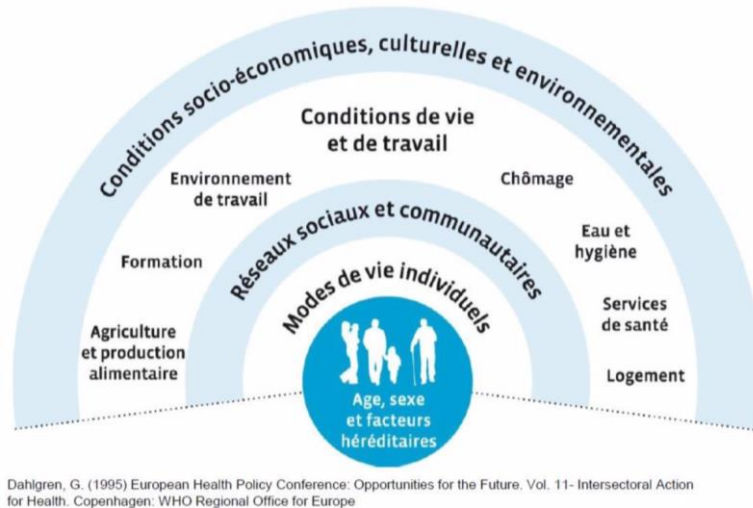 Conditions socio-économiques, culturelles et environnementales
Conditions de vie
et de travail
Environnement
de travail
Chômage
Formation
Eau et
hygiène
Agriculture
et production
alimentaire
Services
de santé
Logement
Réseaux sociaux et communautaires
Modes de vie individuels
Age, sexe
et facteurs
héréditaires
Dahlgren, G. (1995) European Health Policy Conference: Opportunities for the Future. Vol. 11- Intersectoral Action
for Health. Copenhagen: WHO Regional Office for Europe